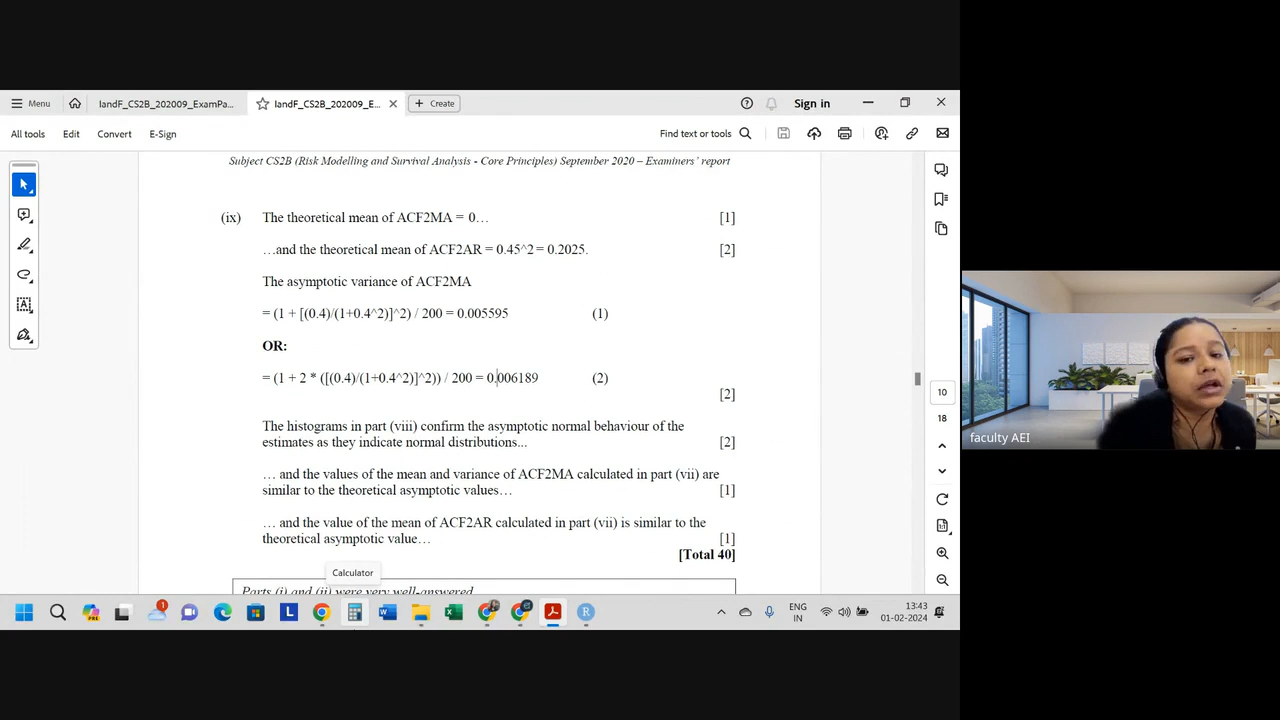 Menu
IandF_CS2B_202009_ExamPa...
IandF_CS2B_202009_E...
Create
Sign in
All tools
Edit
Convert
E-Sign
Find text or tools
Subject CS2B (Risk Modelling and Survival Analysis - Core Principles) September 2020 – Examiners' report
(ix) The theoretical mean of ACF2MA = 0… [1]
…and the theoretical mean of ACF2AR = 0.45^2 = 0.2025. [2]
The asymptotic variance of ACF2MA
= (1 + [(0.4)/(1+0.4^2)]^2) / 200 = 0.005595 (1)
OR:
= (1 + 2 * ([(0.4)/(1+0.4^2)]^2)) / 200 = 0.006189 (2)
[2]
The histograms in part (viii) confirm the asymptotic normal behaviour of the
estimates as they indicate normal distributions... [2]
… and the values of the mean and variance of ACF2MA calculated in part (vii) are
similar to the theoretical asymptotic values… [1]
… and the value of the mean of ACF2AR calculated in part (vii) is similar to the
theoretical asymptotic value… [1]
[Total 40]
Parts (i) and (ii) were very well-answered
10
18
faculty AEI
Calculator
1
PRE
L
W
X
R
ENG
IN
13:43
01-02-2024